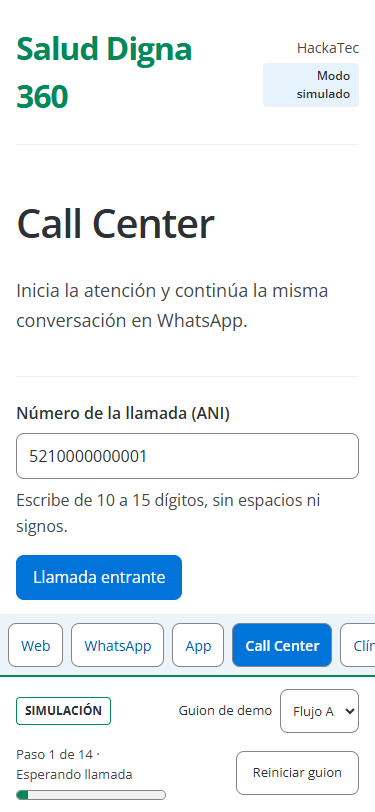 Salud Digna
360
HackaTec
Modo
simulado
Call Center
Inicia la atención y continúa la misma
conversación en WhatsApp.
Número de la llamada (ANI)
5210000000001
Escribe de 10 a 15 dígitos, sin espacios ni
signos.
Llamada entrante
Web
WhatsApp
App
Call Center
Clín
SIMULACIÓN
Guion de demo
Flujo A
Paso 1 de 14 ·
Esperando llamada
Reiniciar guion